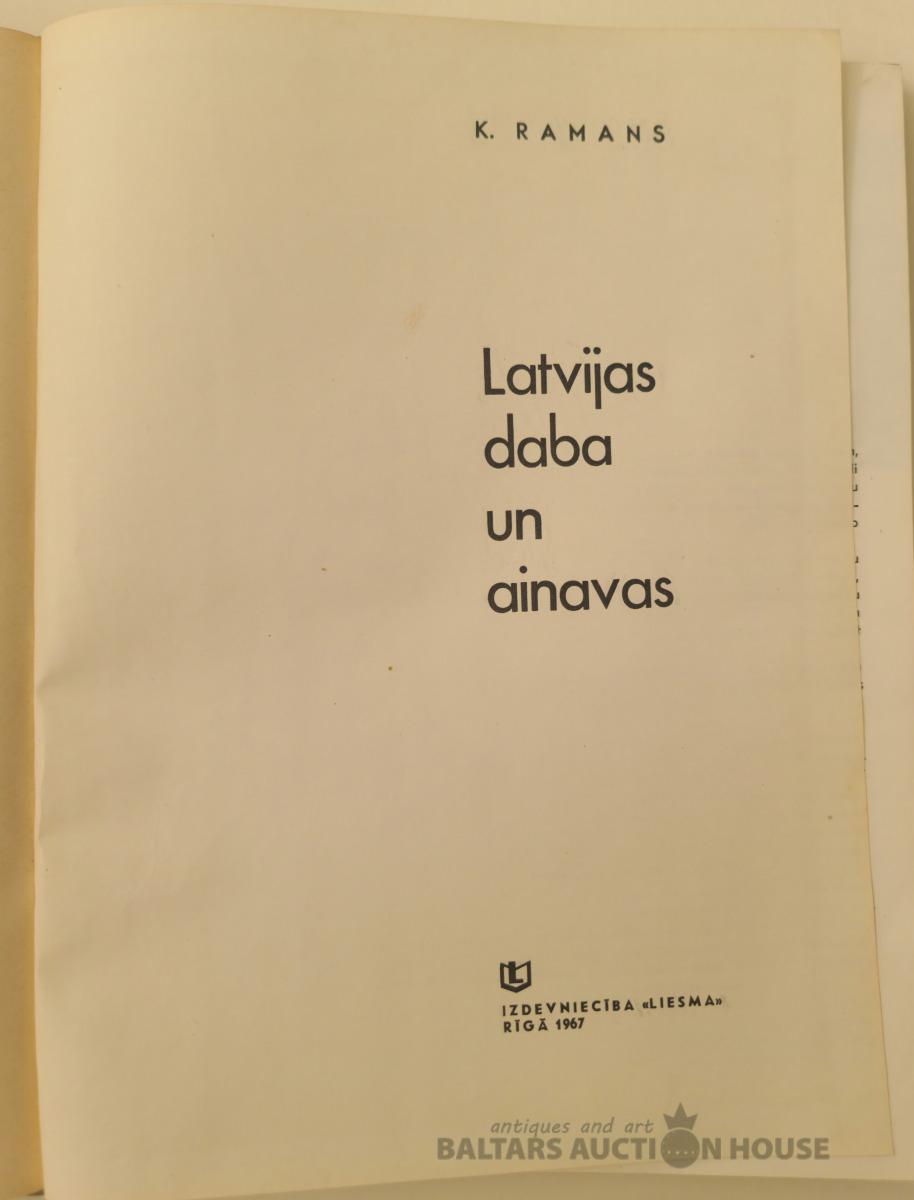 K. RAMANS
Latvijas
daba
un
ainavas
IZDEVNIECĪBA «LIESMA»
RĪGĀ 1967
antiques and art
BALTARS AUCTION HOUSE